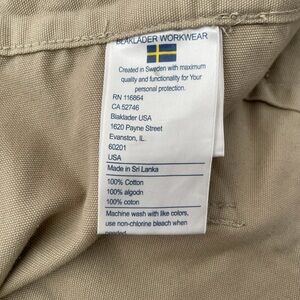 BLAKLADER WORKWEAR
Created in Sweden with maximum
quality and functionality for Your
personal protection.
RN 116864
CA 52746
Blaklader USA
1620 Payne Street
Evanston, IL.
60201
USA
Made in Sri Lanka
100% Cotton
100% algodn
100% coton
Machine wash with like colors,
use non-chlorine bleach when
needed